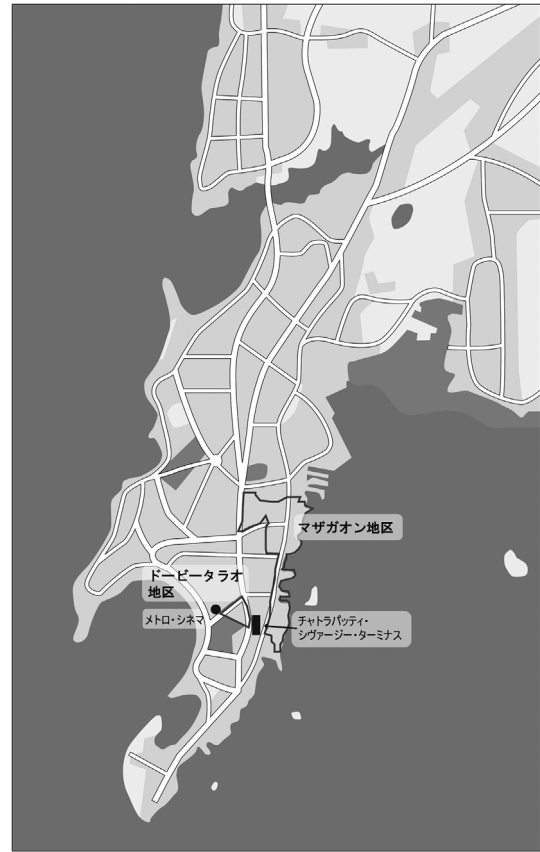 マザガオン地区
ドービータラオ
地区
メトロ・シネマ
チャトラパッティ・
シヴァージー・ターミナス